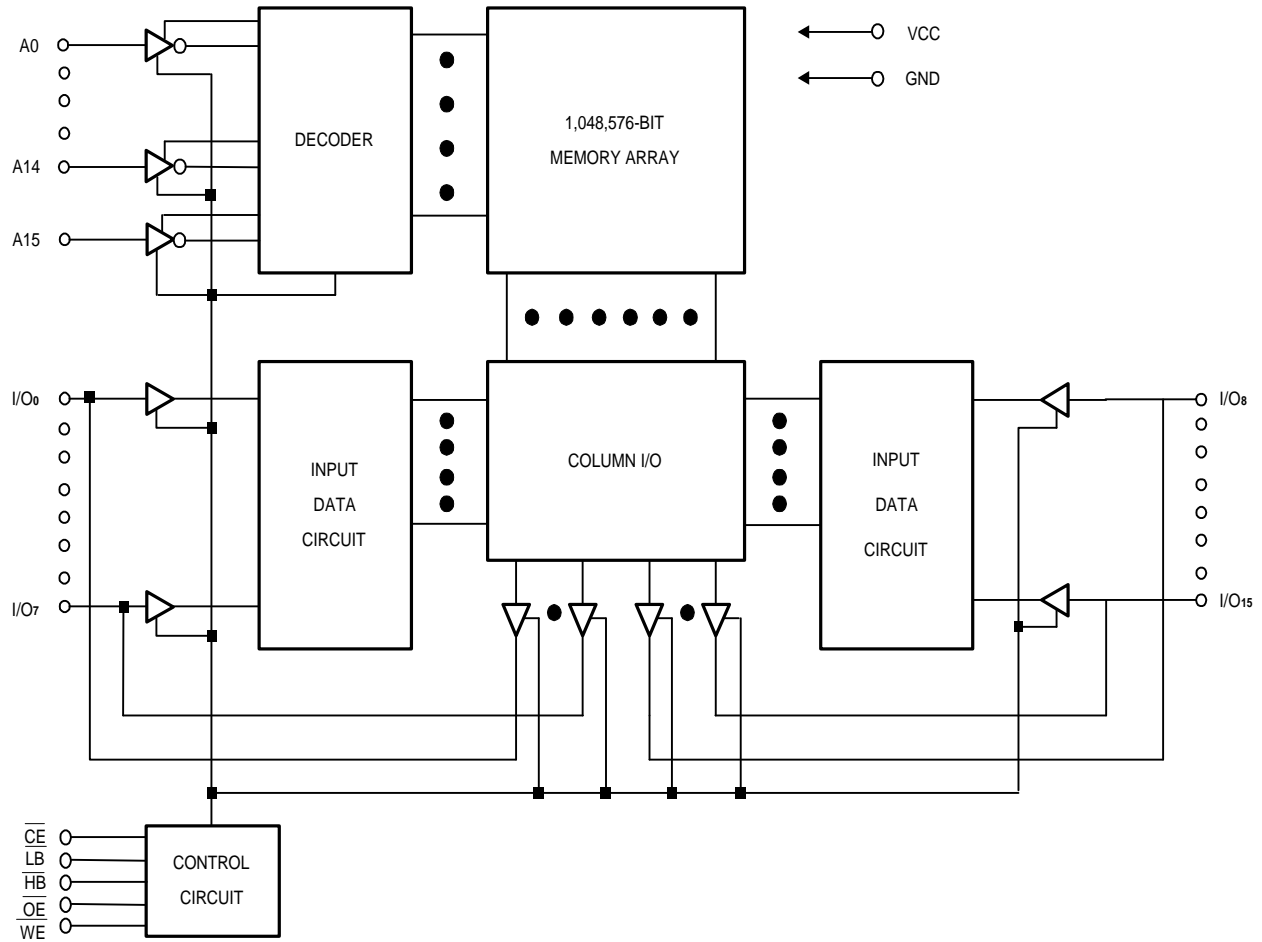 A0
A14
A15
DECODER
1,048,576-BIT
MEMORY ARRAY
VCC
GND
I/O0
I/O7
INPUT
DATA
CIRCUIT
COLUMN I/O
INPUT
DATA
CIRCUIT
I/O8
I/O15
CE
LB
HB
OE
WE
CONTROL
CIRCUIT